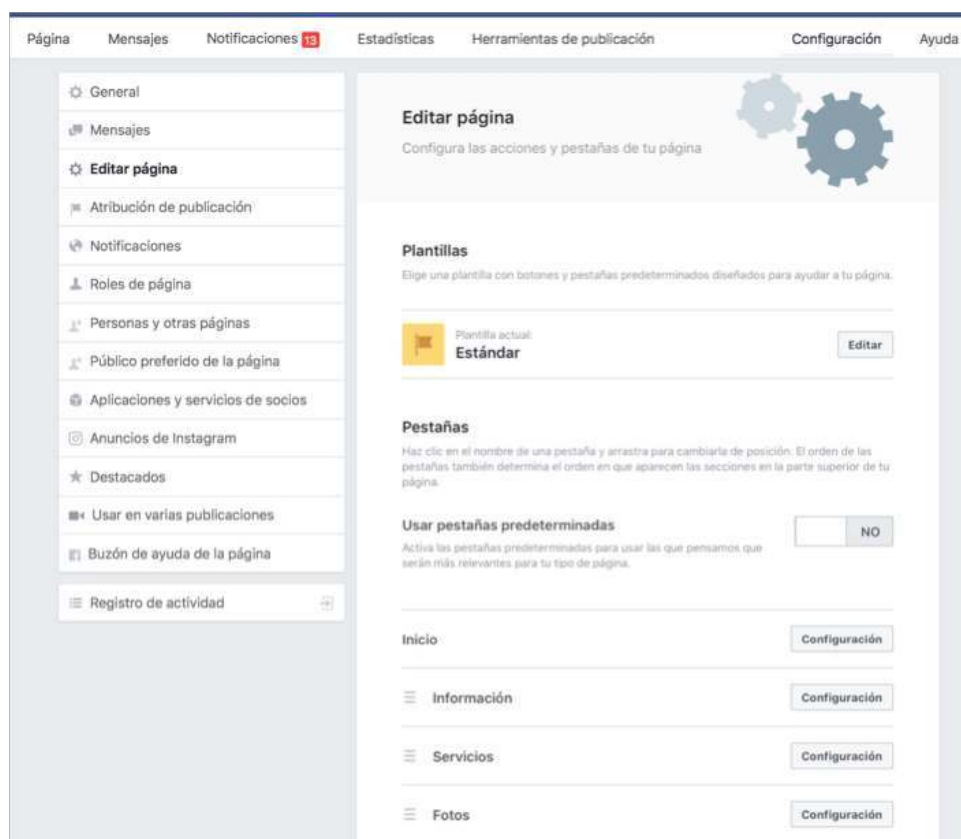 Página Mensajes Notificaciones 13 Estadísticas Herramientas de publicación Configuración Ayuda
General
Mensajes
Editar página
Atribución de publicación
Notificaciones
Roles de página
Personas y otras páginas
Público preferido de la página
Aplicaciones y servicios de socios
Anuncios de Instagram
Destacados
Usar en varias publicaciones
Buzón de ayuda de la página
Registro de actividad
Editar página
Configura las acciones y pestañas de tu página
Plantillas
Elige una plantilla con botones y pestañas predeterminados diseñados para ayudar a tu página.
Plantilla actual:
Estándar
Editar
Pestañas
Haz clic en el nombre de una pestaña y arrastra para cambiarla de posición. El orden de las
pestañas también determina el orden en que aparecen las secciones en la parte superior de tu
página.
Usar pestañas predeterminadas
NO
Activa las pestañas predeterminadas para usar las que pensamos que
serán más relevantes para tu tipo de página.
Inicio Configuración
Información Configuración
Servicios Configuración
Fotos Configuración